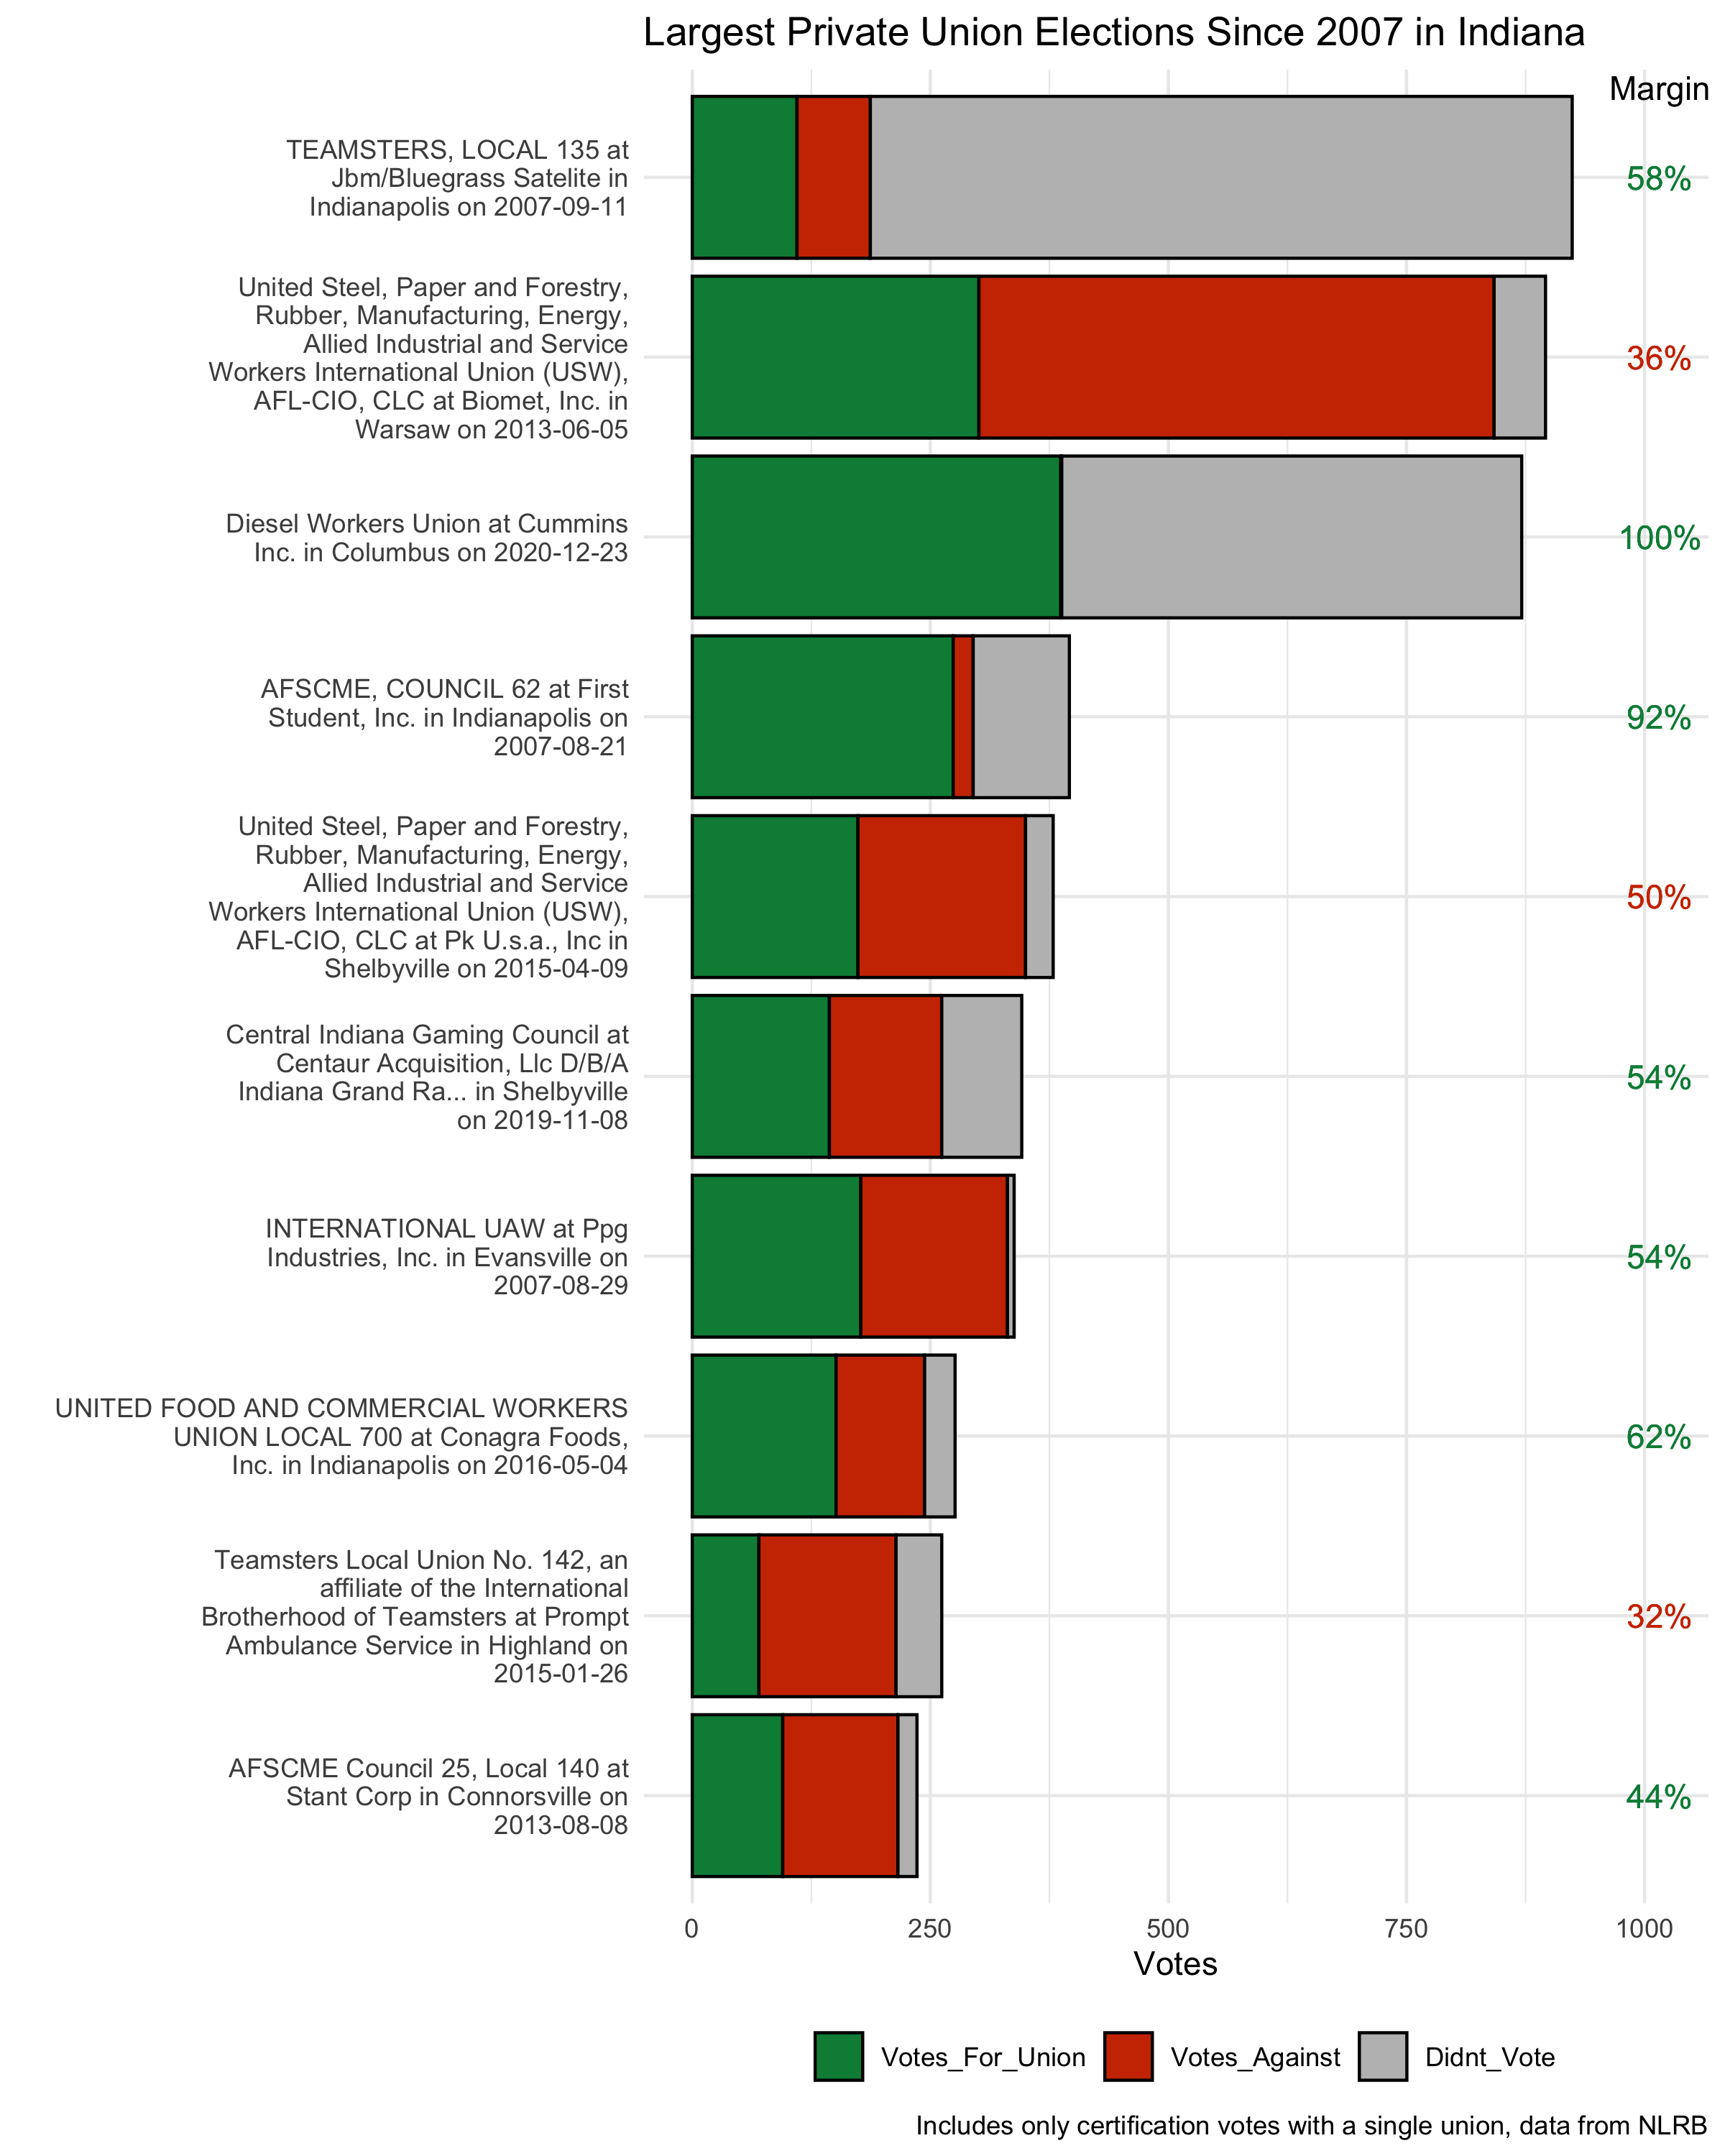 Largest Private Union Elections Since 2007 in Indiana
Margin
TEAMSTERS, LOCAL 135 at
Jbm/Bluegrass Satelite in
Indianapolis on 2007-09-11
58%
United Steel, Paper and Forestry,
Rubber, Manufacturing, Energy,
Allied Industrial and Service
Workers International Union (USW),
AFL-CIO, CLC at Biomet, Inc. in
Warsaw on 2013-06-05
36%
Diesel Workers Union at Cummins
Inc. in Columbus on 2020-12-23
100%
AFSCME, COUNCIL 62 at First
Student, Inc. in Indianapolis on
2007-08-21
92%
United Steel, Paper and Forestry,
Rubber, Manufacturing, Energy,
Allied Industrial and Service
Workers International Union (USW),
AFL-CIO, CLC at Pk U.s.a., Inc in
Shelbyville on 2015-04-09
50%
Central Indiana Gaming Council at
Centaur Acquisition, Llc D/B/A
Indiana Grand Ra... in Shelbyville
on 2019-11-08
54%
INTERNATIONAL UAW at Ppg
Industries, Inc. in Evansville on
2007-08-29
54%
UNITED FOOD AND COMMERCIAL WORKERS
UNION LOCAL 700 at Conagra Foods,
Inc. in Indianapolis on 2016-05-04
62%
Teamsters Local Union No. 142, an
affiliate of the International
Brotherhood of Teamsters at Prompt
Ambulance Service in Highland on
2015-01-26
32%
AFSCME Council 25, Local 140 at
Stant Corp in Connorsville on
2013-08-08
44%
0 250 500 750 1000
Votes
Votes_For_Union Votes_Against Didnt_Vote
Includes only certification votes with a single union, data from NLRB